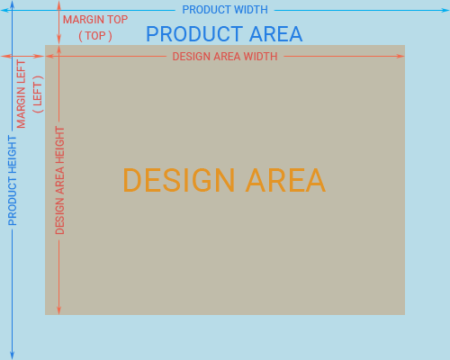 PRODUCT WIDTH
MARGIN TOP
( TOP )
PRODUCT AREA
DESIGN AREA WIDTH
MARGIN LEFT
( LEFT )
PRODUCT HEIGHT
DESIGN AREA HEIGHT
DESIGN AREA